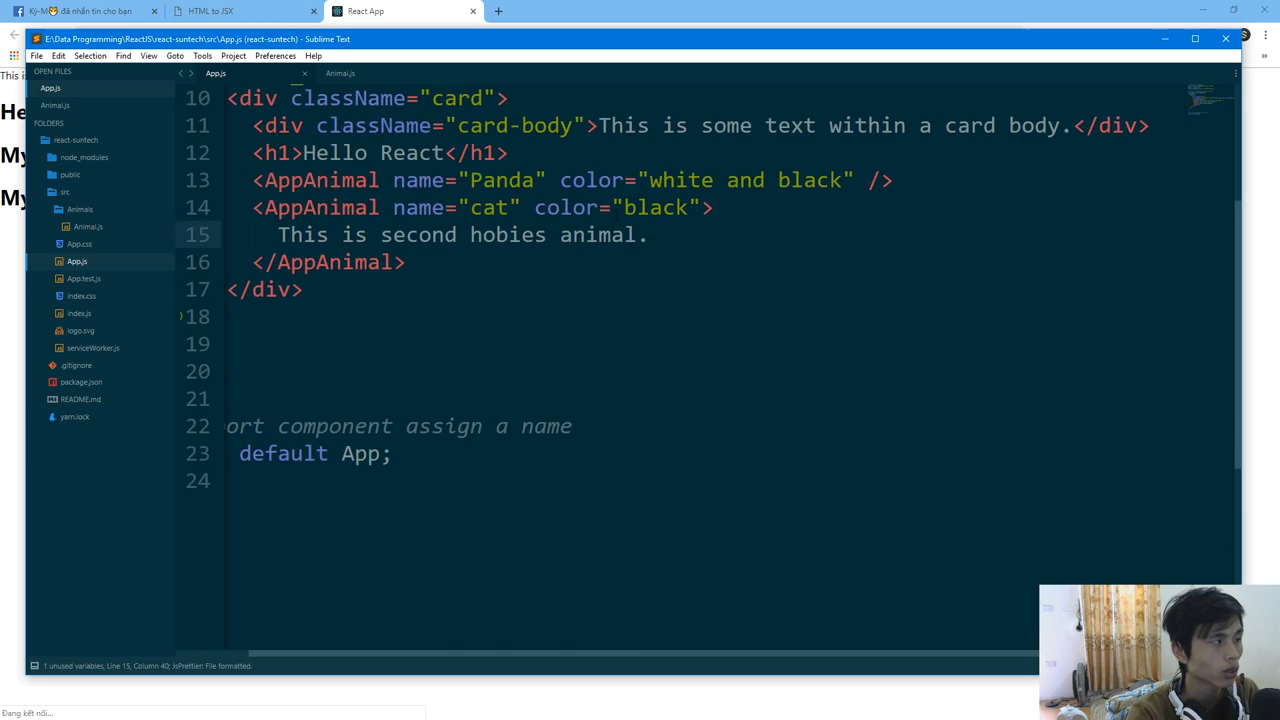 Kỳ-M🐯 đã nhắn tin cho bạn
HTML to JSX
React App
E:\Data Programming\ReactJS\react-suntech\src\App.js (react-suntech) - Sublime Text
File Edit Selection Find View Goto Tools Project Preferences Help
This is
He
My
My
OPEN FILES
App.js
Animal.js
FOLDERS
react-suntech
node_modules
public
src
Animals
Animal.js
App.css
App.js
App.test.js
index.css
index.js
logo.svg
serviceWorker.js
.gitignore
package.json
README.md
yarn.lock
App.js Animal.js
10 <div className="card">
11 <div className="card-body">This is some text within a card body.</div>
12 <h1>Hello React</h1>
13 <AppAnimal name="Panda" color="white and black" />
14 <AppAnimal name="cat" color="black">
15 This is second hobies animal.
16 </AppAnimal>
17 </div>
18
19
20
21
22 ort component assign a name
23 default App;
24
1 unused variables, Line 15, Column 40; JsPrettier: File formatted.
Đang kết nối...